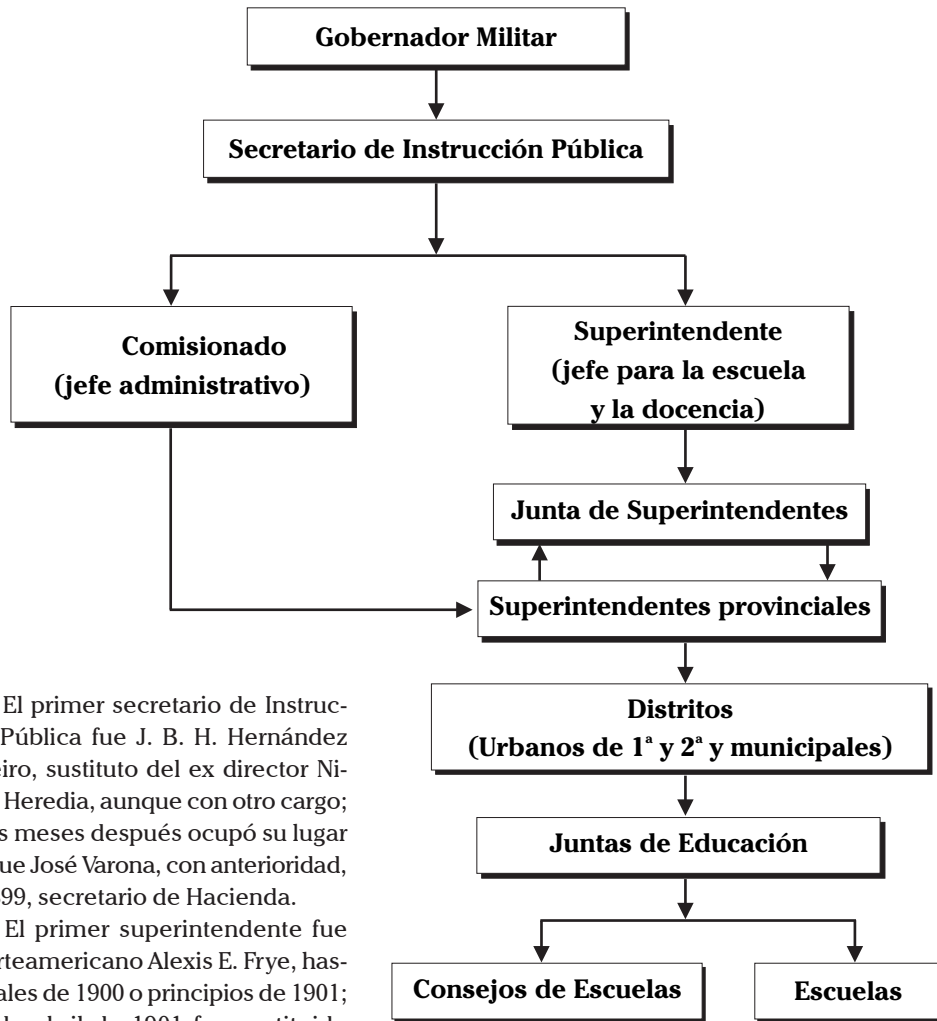 Gobernador Militar
Secretario de Instrucción Pública
Comisionado
(jefe administrativo)
Superintendente
(jefe para la escuela
y la docencia)
Junta de Superintendentes
Superintendentes provinciales
Distritos
(Urbanos de 1ª y 2ª y municipales)
Juntas de Educación
Consejos de Escuelas
Escuelas
El primer secretario de Instruc-
Pública fue J. B. H. Hernández
eiro, sustituto del ex director Ni-
Heredia, aunque con otro cargo;
s meses después ocupó su lugar
ue José Varona, con anterioridad,
99, secretario de Hacienda.
El primer superintendente fue
rteamericano Alexis E. Frye, has-
ales de 1900 o principios de 1901;